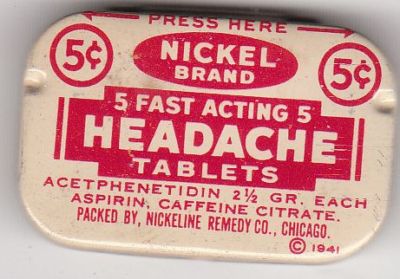 PRESS HERE
5¢ NICKEL 5¢
BRAND
5 FAST ACTING 5
HEADACHE
TABLETS
ACETPHENETIDIN 2½ GR. EACH
ASPIRIN, CAFFEINE CITRATE.
PACKED BY, NICKELINE REMEDY CO., CHICAGO.
© 1941